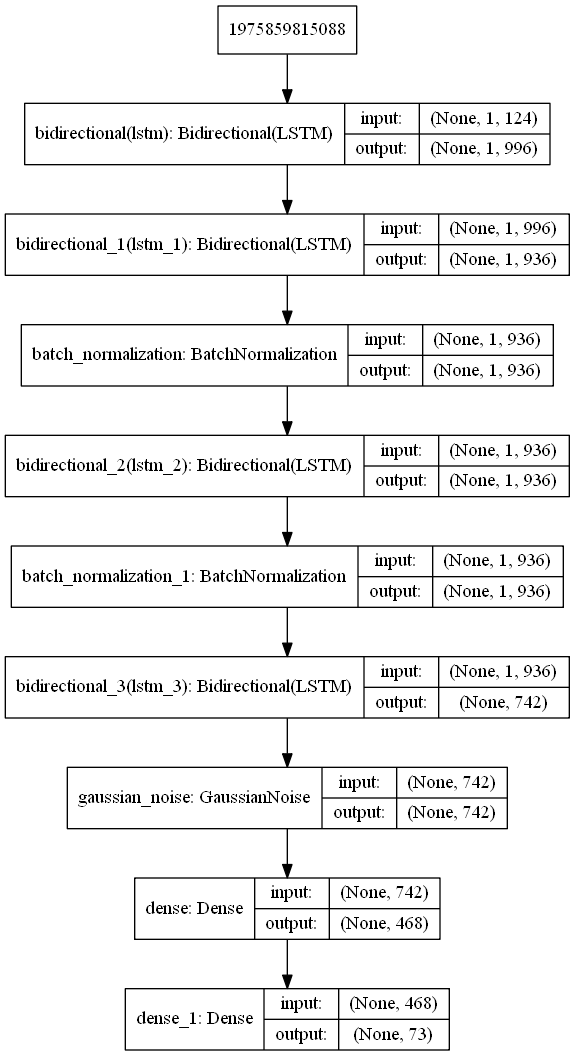 1975859815088
bidirectional(lstm): Bidirectional(LSTM) input: (None, 1, 124)
output: (None, 1, 996)
bidirectional_1(lstm_1): Bidirectional(LSTM) input: (None, 1, 996)
output: (None, 1, 936)
batch_normalization: BatchNormalization input: (None, 1, 936)
output: (None, 1, 936)
bidirectional_2(lstm_2): Bidirectional(LSTM) input: (None, 1, 936)
output: (None, 1, 936)
batch_normalization_1: BatchNormalization input: (None, 1, 936)
output: (None, 1, 936)
bidirectional_3(lstm_3): Bidirectional(LSTM) input: (None, 1, 936)
output: (None, 742)
gaussian_noise: GaussianNoise input: (None, 742)
output: (None, 742)
dense: Dense input: (None, 742)
output: (None, 468)
dense_1: Dense input: (None, 468)
output: (None, 73)